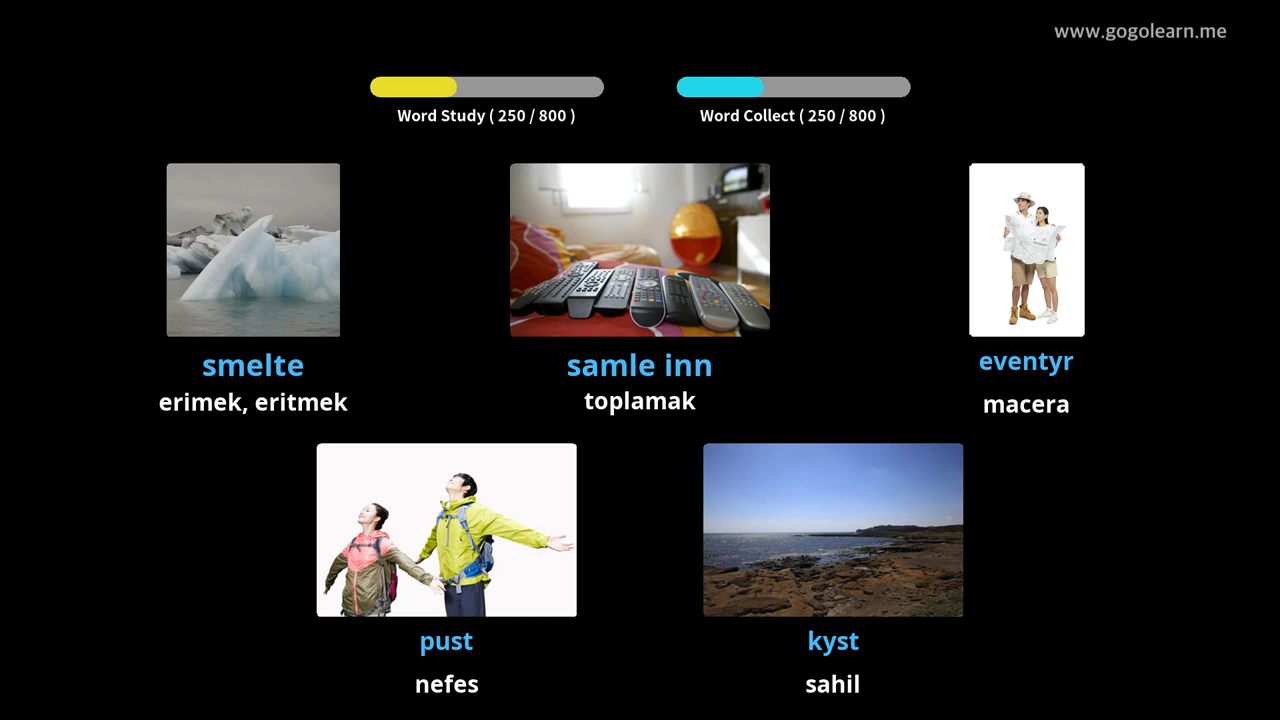 www.gogolearn.me
Word Study ( 250 / 800 )
Word Collect ( 250 / 800 )
smelte
erimek, eritmek
samle inn
toplamak
eventyr
macera
pust
nefes
kyst
sahil